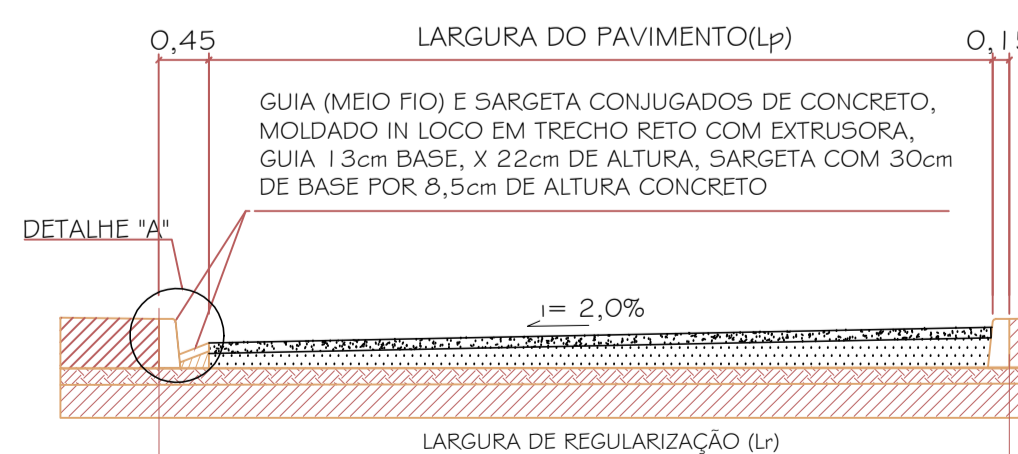 0,45 LARGURA DO PAVIMENTO(Lp) 0,15
GUIA (MEIO FIO) E SARGETA CONJUGADOS DE CONCRETO,
MOLDADO IN LOCO EM TRECHO RETO COM EXTRUSORA,
GUIA 13cm BASE, X 22cm DE ALTURA, SARGETA COM 30cm
DE BASE POR 8,5cm DE ALTURA CONCRETO
DETALHE "A"
i= 2,0%
LARGURA DE REGULARIZAÇÃO (Lr)